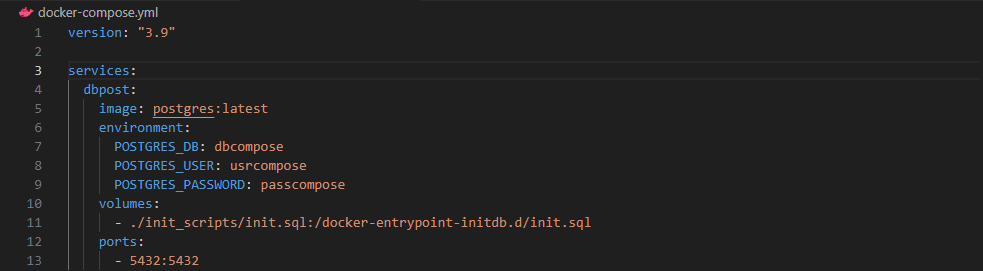 docker-compose.yml
1 version: "3.9"
2
3 services:
4 dbpost:
5 image: postgres:latest
6 environment:
7 POSTGRES_DB: dbcompose
8 POSTGRES_USER: usrcompose
9 POSTGRES_PASSWORD: passcompose
10 volumes:
11 - ./init_scripts/init.sql:/docker-entrypoint-initdb.d/init.sql
12 ports:
13 - 5432:5432